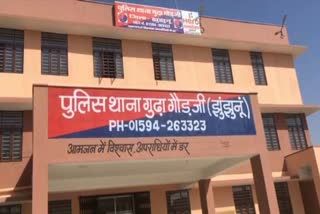 पुलिस थाना गुढ़ा गौड़जी
पुलिस थाना गुढ़ा गौड़जी (झुंझुनूं)
PH-01594-263323
आमजन में विश्वास, अपराधियों में डर